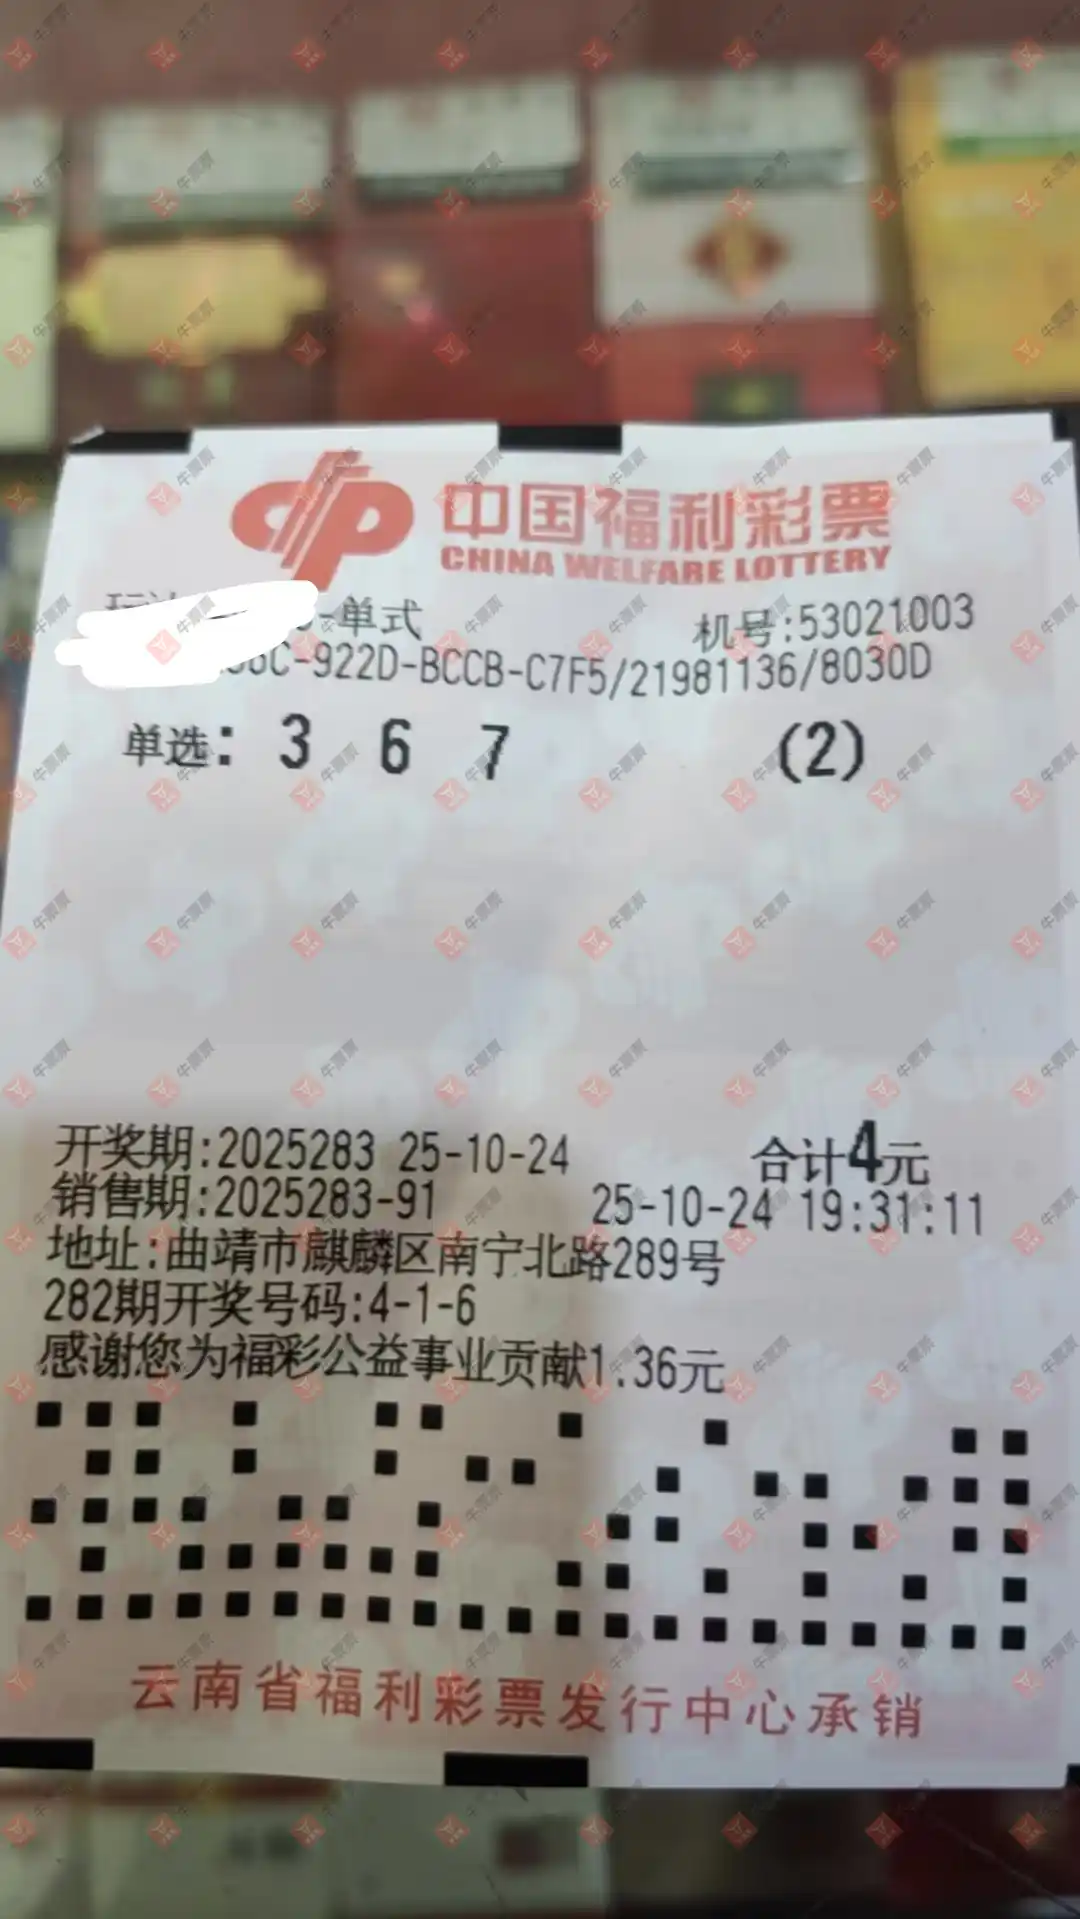 中国福利彩票
CHINA WELFARE LOTTERY
-单式 机号:53021003
C-922D-BCCB-C7F5/21981136/8030D
单选: 3 6 7 (2)
开奖期:2025283 25-10-24 合计4元
销售期:2025283-91 25-10-24 19:31:11
地址:曲靖市麒麟区南宁北路289号
282期开奖号码:4-1-6
感谢您为福彩公益事业贡献1.36元
云南省福利彩票发行中心承销
牛票票